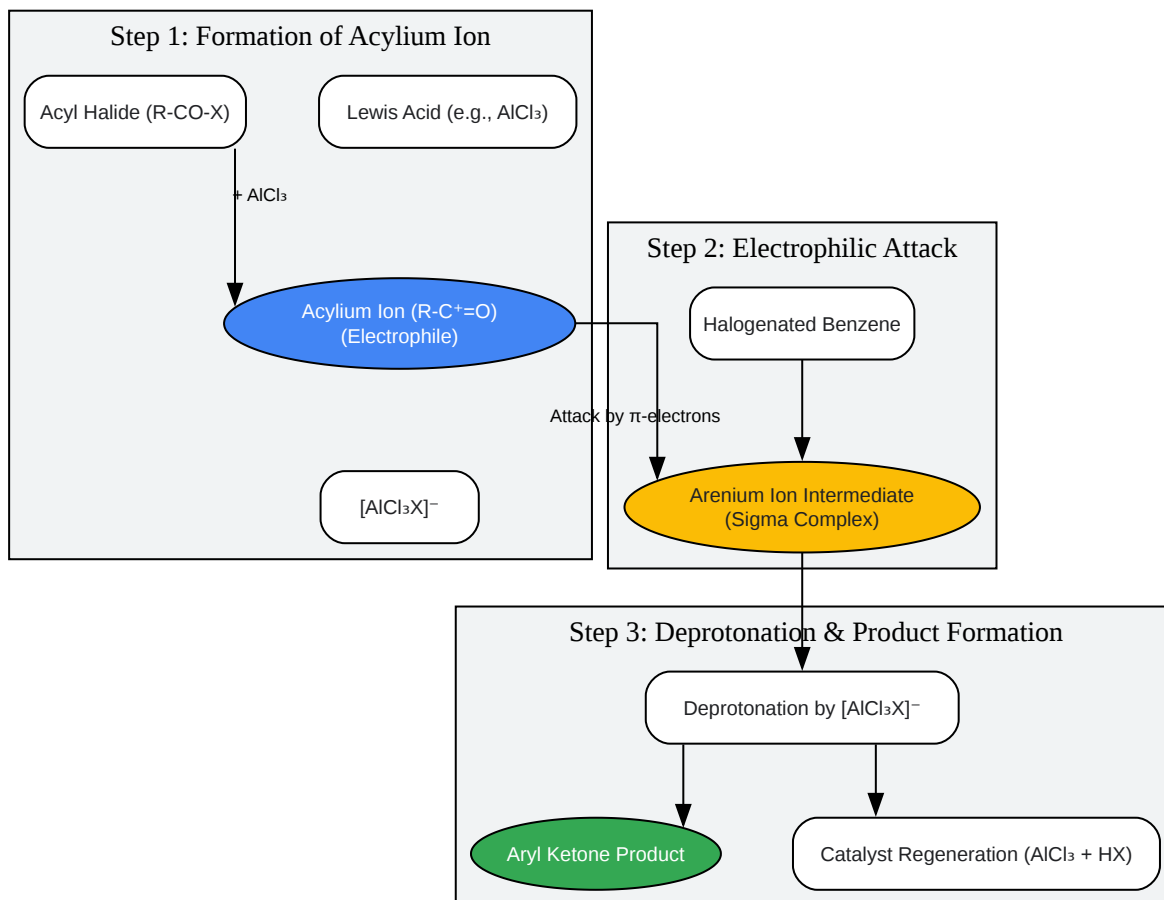 Step 1: Formation of Acylium Ion
Acyl Halide (R-CO-X)
Lewis Acid (e.g., AlCl₃)
+ AlCl₃
Acylium Ion (R-C⁺=O)
(Electrophile)
[AlCl₃X]⁻
Step 2: Electrophilic Attack
Halogenated Benzene
Attack by π-electrons
Arenium Ion Intermediate
(Sigma Complex)
Step 3: Deprotonation & Product Formation
Deprotonation by [AlCl₃X]⁻
Aryl Ketone Product
Catalyst Regeneration (AlCl₃ + HX)